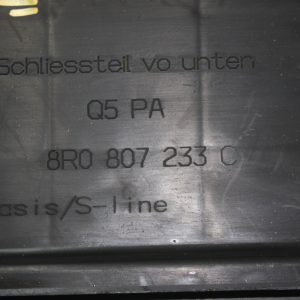 Schliessteil vo unten
Q5 PA
8R0 807 233 C
asis/S-line